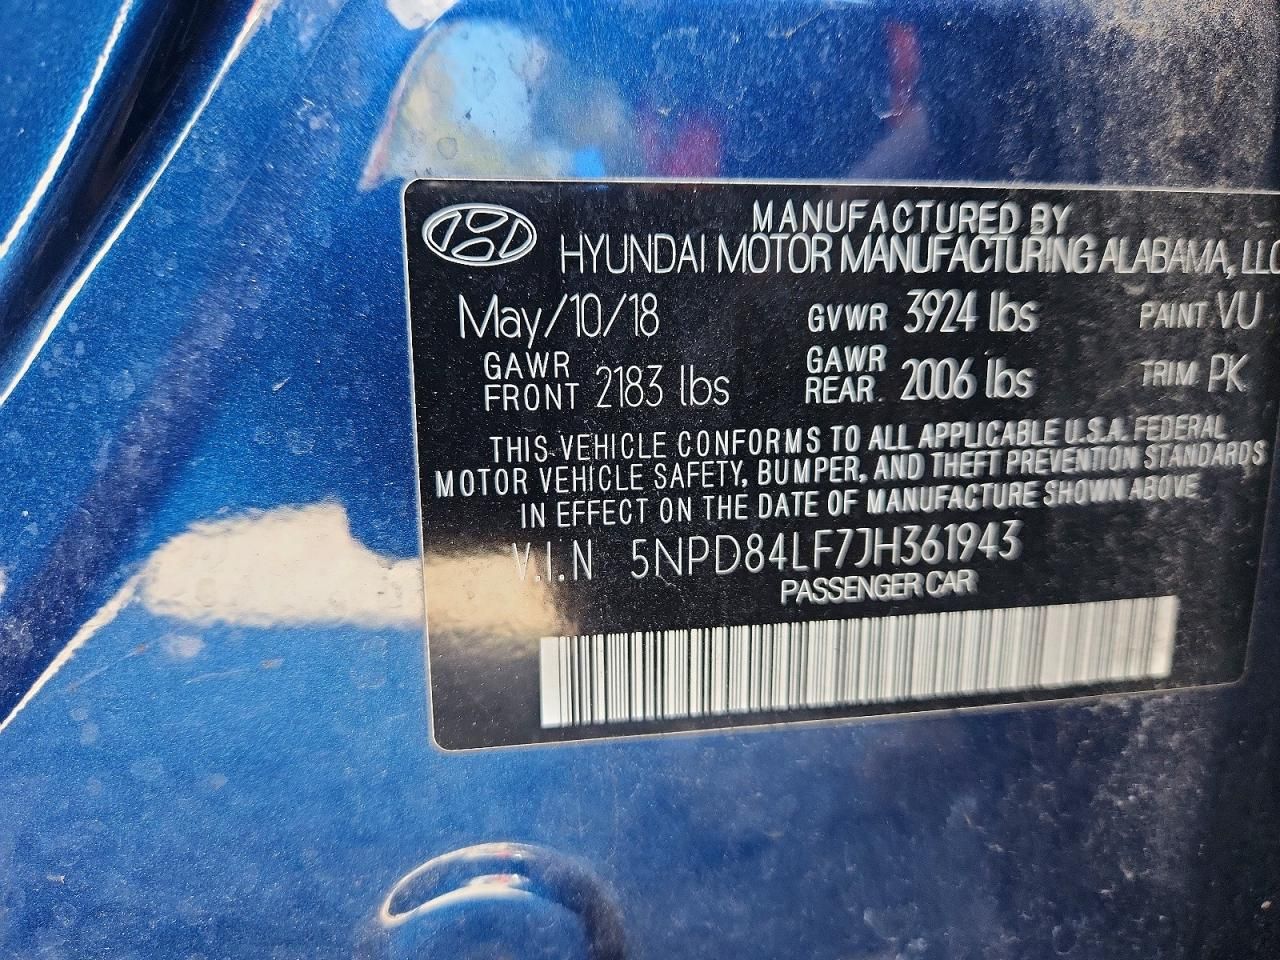 MANUFACTURED BY
HYUNDAI MOTOR MANUFACTURING ALABAMA, LLC
May/10/18 GVWR 3924 lbs PAINT VU
GAWR FRONT 2183 lbs GAWR REAR 2006 lbs TRIM PK
THIS VEHICLE CONFORMS TO ALL APPLICABLE U.S.A. FEDERAL
MOTOR VEHICLE SAFETY, BUMPER, AND THEFT PREVENTION STANDARDS
IN EFFECT ON THE DATE OF MANUFACTURE SHOWN ABOVE
V.I.N 5NPD84LF7JH361943
PASSENGER CAR